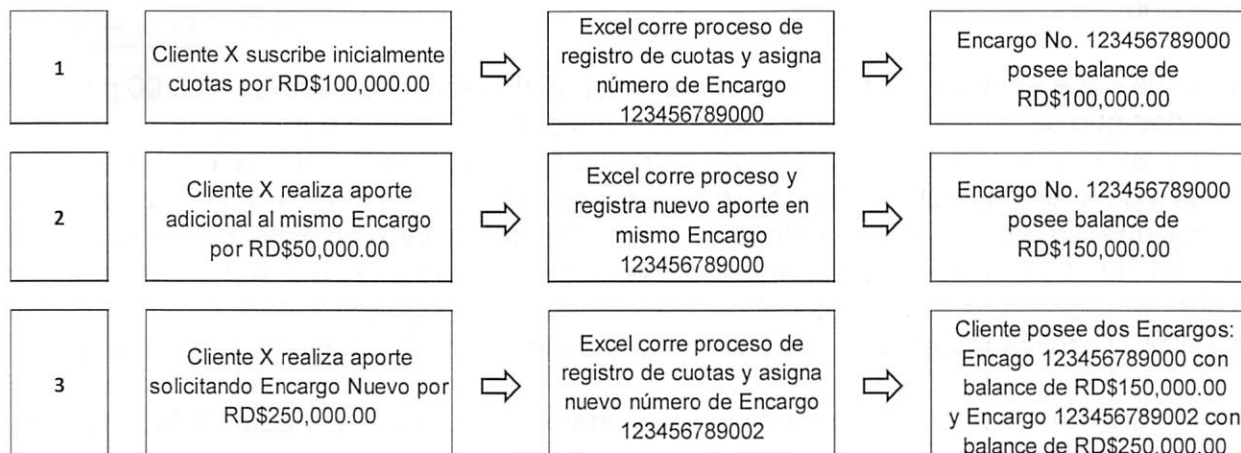 1
Cliente X suscribe inicialmente
cuotas por RD$100,000.00
Excel corre proceso de
registro de cuotas y asigna
número de Encargo
123456789000
Encargo No. 123456789000
posee balance de
RD$100,000.00
2
Cliente X realiza aporte
adicional al mismo Encargo
por RD$50,000.00
Excel corre proceso y
registra nuevo aporte en
mismo Encargo
123456789000
Encargo No. 123456789000
posee balance de
RD$150,000.00
3
Cliente X realiza aporte
solicitando Encargo Nuevo por
RD$250,000.00
Excel corre proceso de
registro de cuotas y asigna
nuevo número de Encargo
123456789002
Cliente posee dos Encargos:
Encago 123456789000 con
balance de RD$150,000.00
y Encargo 123456789002 con
balance de RD$250,000.00